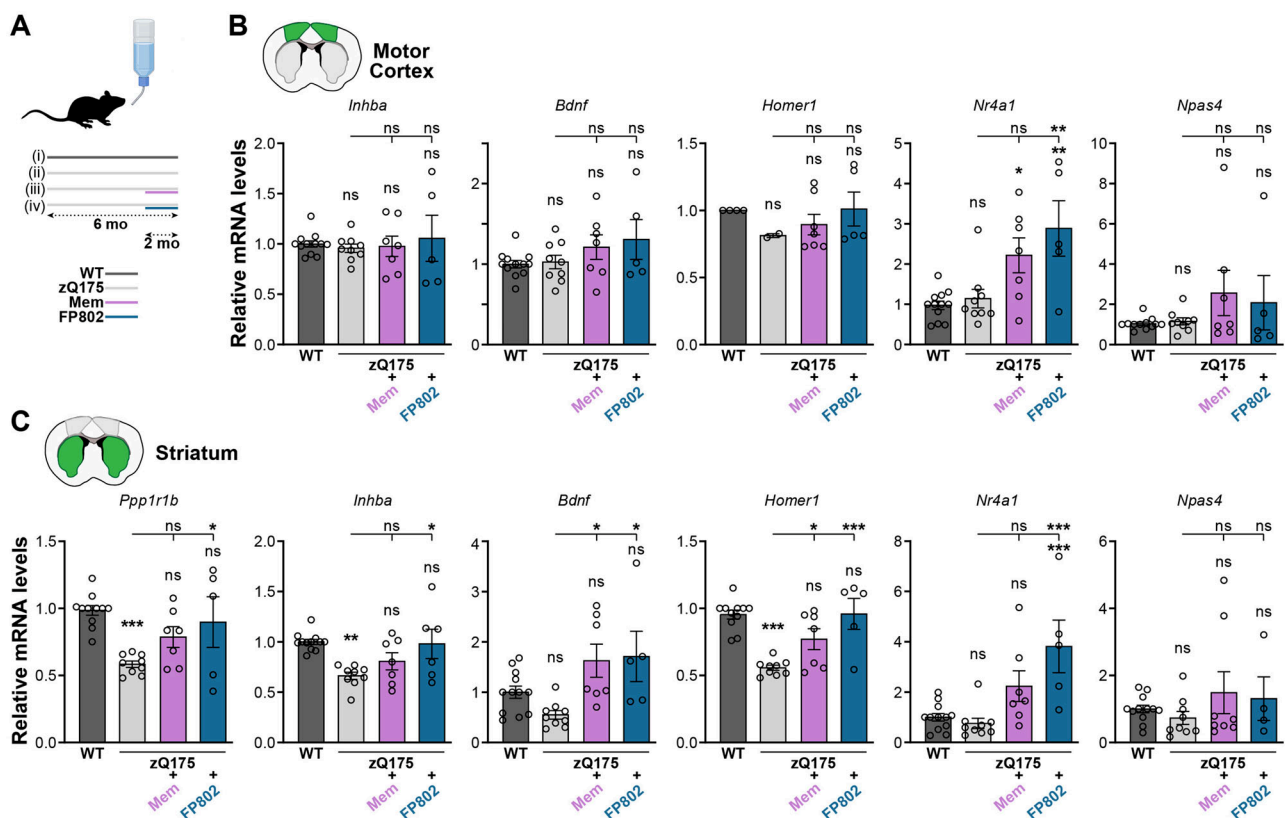 A
(i)
(ii)
(iii)
(iv)
6 mo
2 mo
WT
zQ175
Mem
FP802
B
Motor
Cortex
Inhba Bdnf Homer1 Nr4a1 Npas4
ns ns ns ns ns ns ns ** ns ns
Relative mRNA levels
2.0
1.5
1.0
0.5
0.0
ns ns ns
2
1
0
ns ns ns
1.5
1.0
0.5
0.0
ns ns ns
5
4
3
2
1
0
ns * **
10
8
6
4
2
0
ns ns ns
WT WT WT WT WT
zQ175 zQ175 zQ175 zQ175 zQ175
+ + + + + + + + + +
Mem FP802 Mem FP802 Mem FP802 Mem FP802 Mem FP802
C
Striatum
Ppp1r1b Inhba Bdnf Homer1 Nr4a1 Npas4
ns * ns * * * * *** ns *** ns ns
Relative mRNA levels
1.5
1.0
0.5
0.0
*** ns ns
2.0
1.5
1.0
0.5
0.0
** ns ns
4
3
2
1
0
ns ns ns
1.5
1.0
0.5
0.0
*** ns ns
8
6
4
2
0
ns ns ***
6
4
2
0
ns ns ns
WT WT WT WT WT WT
zQ175 zQ175 zQ175 zQ175 zQ175 zQ175
+ + + + + + + + + + + +
Mem FP802 Mem FP802 Mem FP802 Mem FP802 Mem FP802 Mem FP802